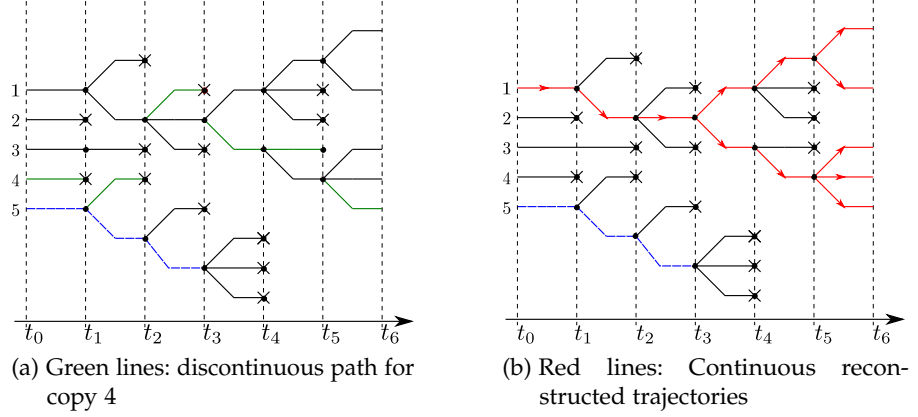 1
2
3
4
5
t₀ t₁ t₂ t₃ t₄ t₅ t₆
(a) Green lines: discontinuous path for
copy 4
1
2
3
4
5
t₀ t₁ t₂ t₃ t₄ t₅ t₆
(b) Red lines: Continuous recon-
structed trajectories